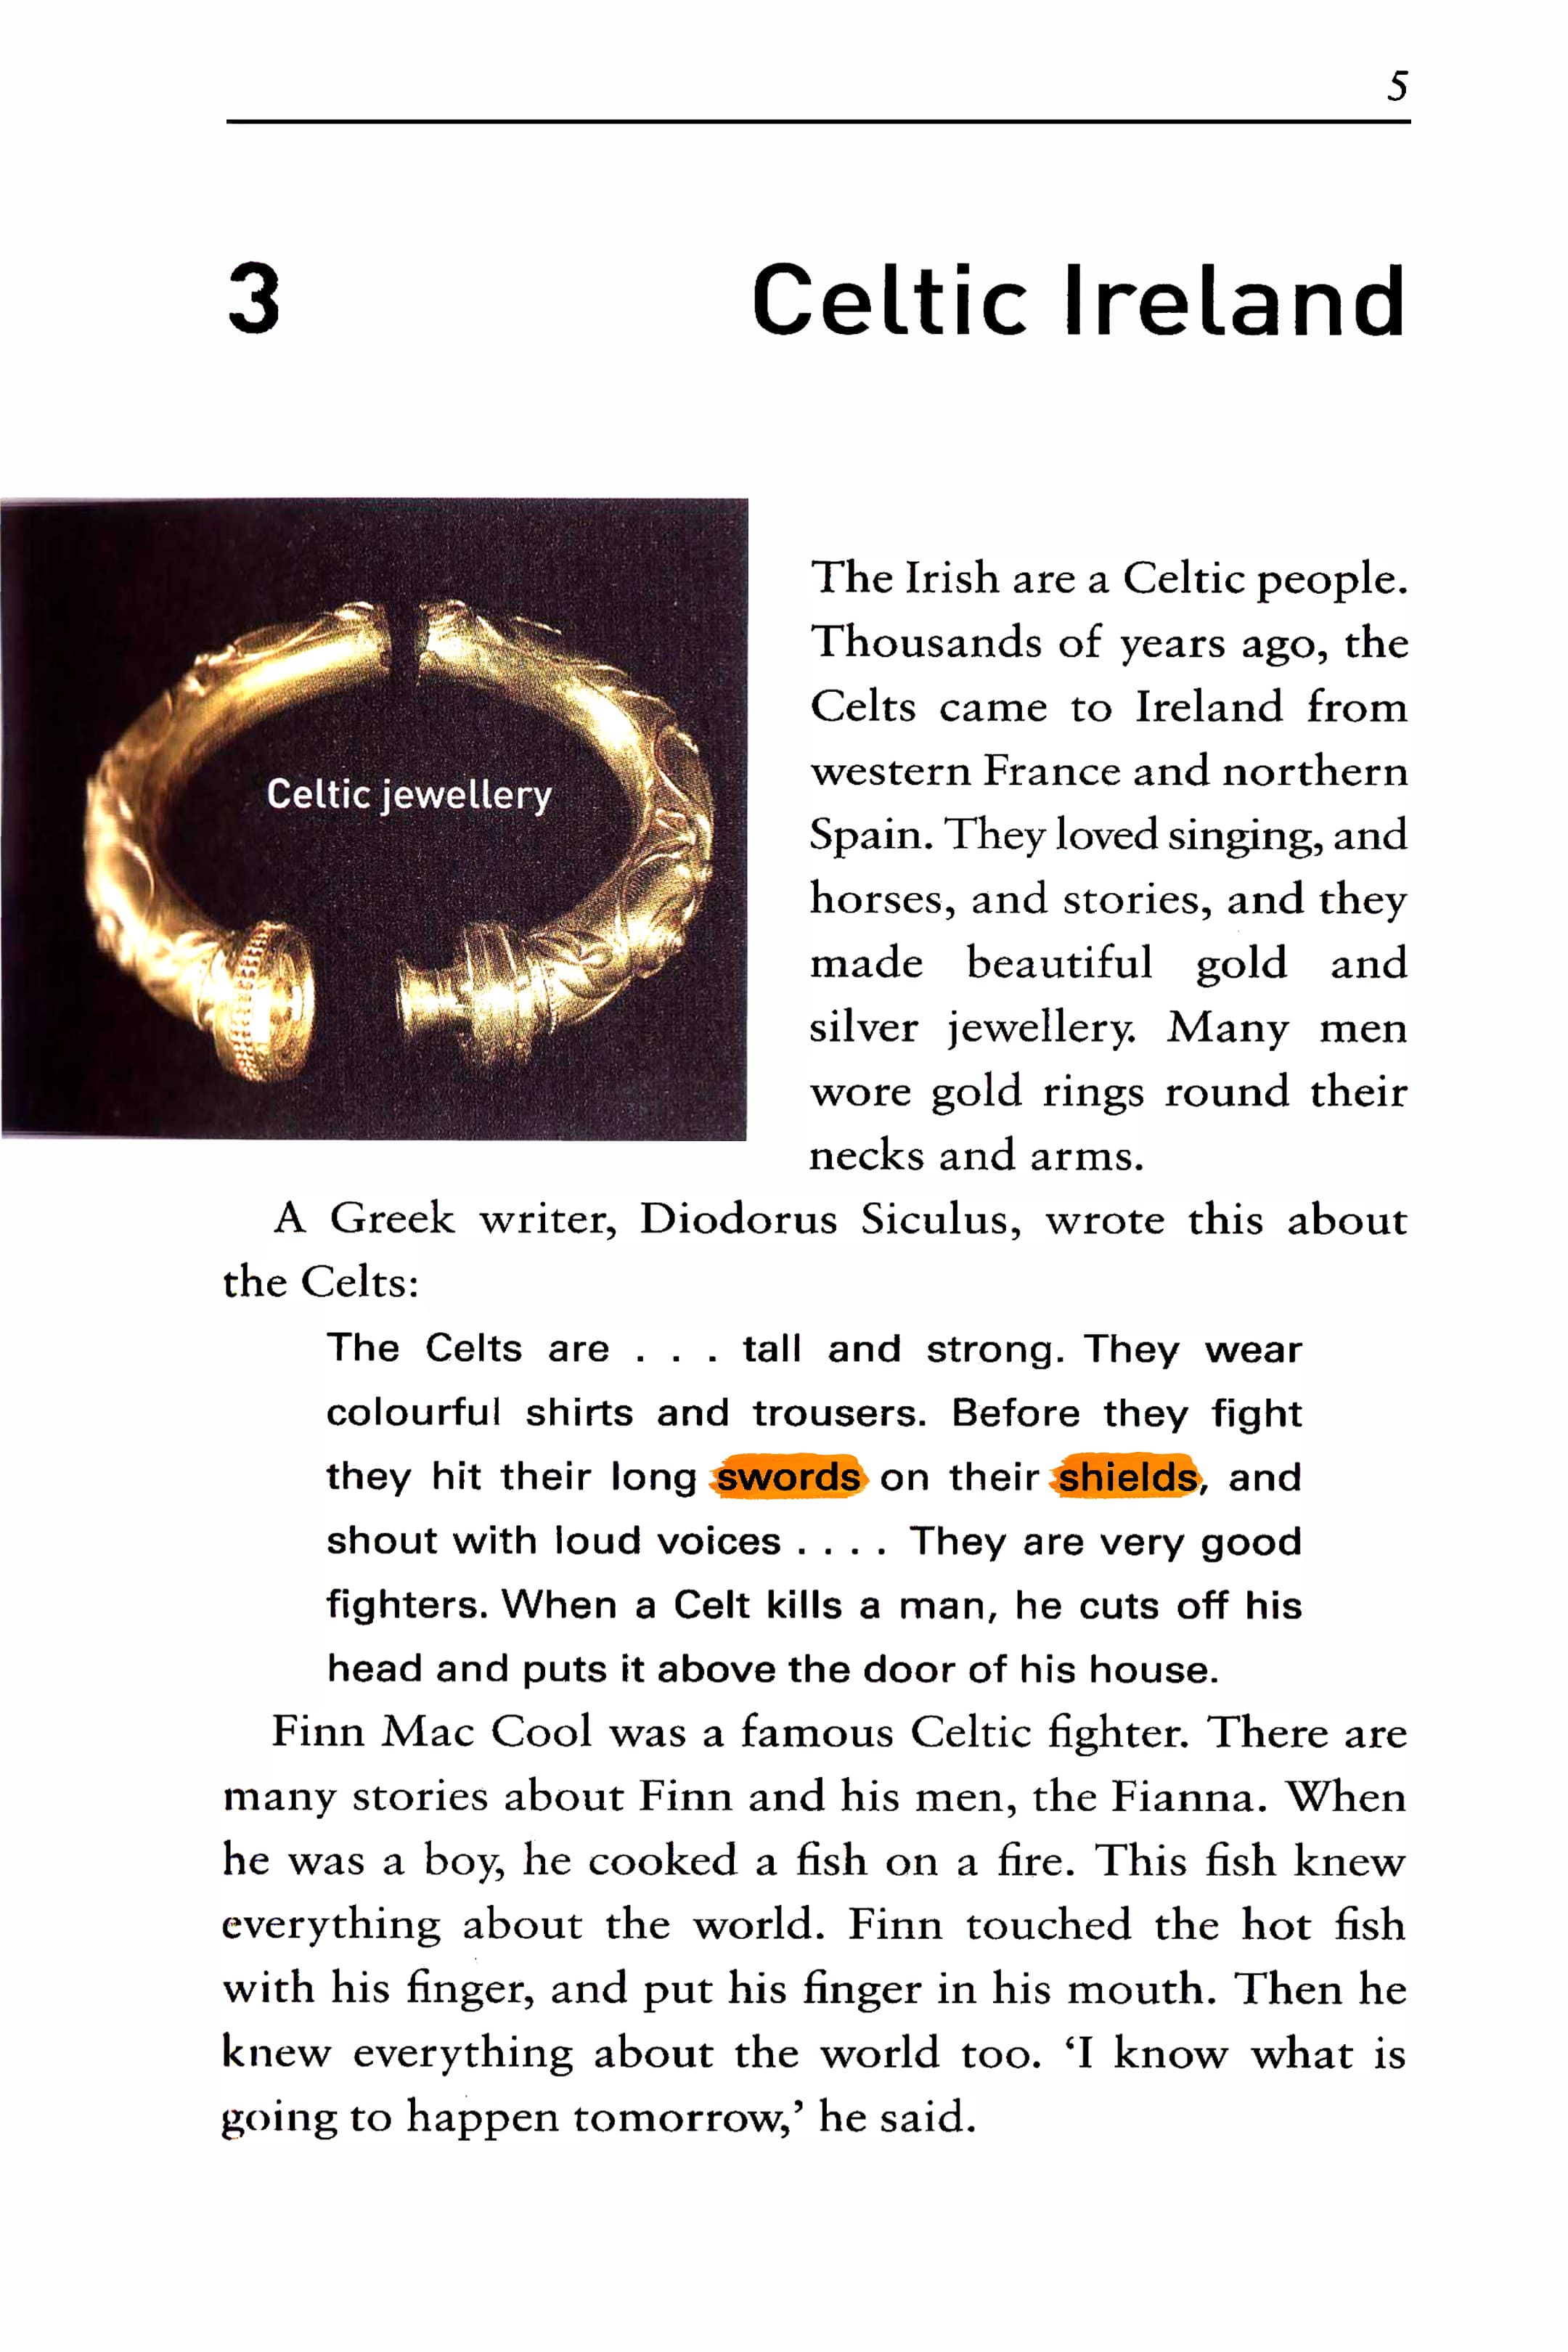 5
3 Celtic Ireland
Celtic jewellery
The Irish are a Celtic people.
Thousands of years ago, the
Celts came to Ireland from
western France and northern
Spain. They loved singing, and
horses, and stories, and they
made beautiful gold and
silver jewellery. Many men
wore gold rings round their
necks and arms.
A Greek writer, Diodorus Siculus, wrote this about
the Celts:
The Celts are . . . tall and strong. They wear
colourful shirts and trousers. Before they fight
they hit their long swords on their shields, and
shout with loud voices . . . . They are very good
fighters. When a Celt kills a man, he cuts off his
head and puts it above the door of his house.
Finn Mac Cool was a famous Celtic fighter. There are
many stories about Finn and his men, the Fianna. When
he was a boy, he cooked a fish on a fire. This fish knew
everything about the world. Finn touched the hot fish
with his finger, and put his finger in his mouth. Then he
knew everything about the world too. ‘I know what is
going to happen tomorrow,’ he said.